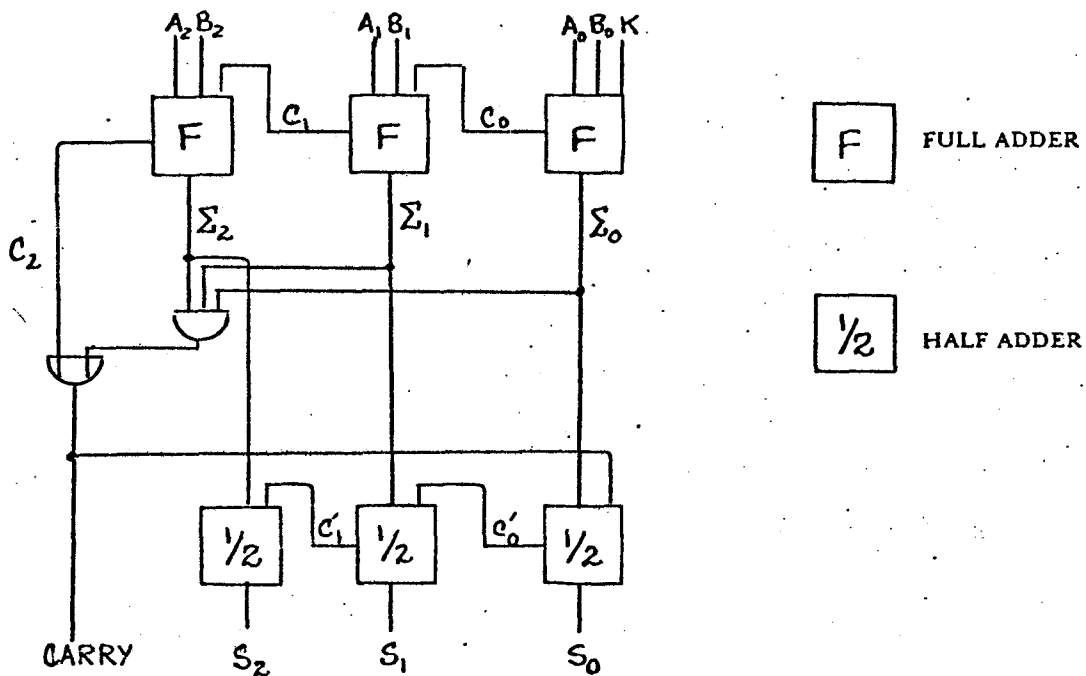 A₂ B₂ A₁ B₁ A₀ B₀ K
F C₁ F C₀ F
F FULL ADDER
C₂ Σ₂ Σ₁ Σ₀
½ HALF ADDER
½ C'₁ ½ C'₀ ½
CARRY S₂ S₁ S₀